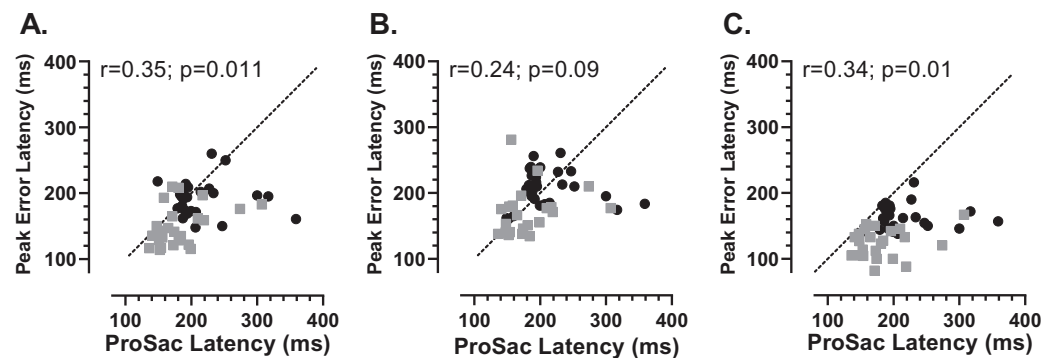 A.
r=0.35; p=0.011
Peak Error Latency (ms)
400
300
200
100
100 200 300 400
ProSac Latency (ms)
B.
r=0.24; p=0.09
Peak Error Latency (ms)
400
300
200
100
100 200 300 400
ProSac Latency (ms)
C.
r=0.34; p=0.01
Peak Error Latency (ms)
400
300
200
100
100 200 300 400
ProSac Latency (ms)